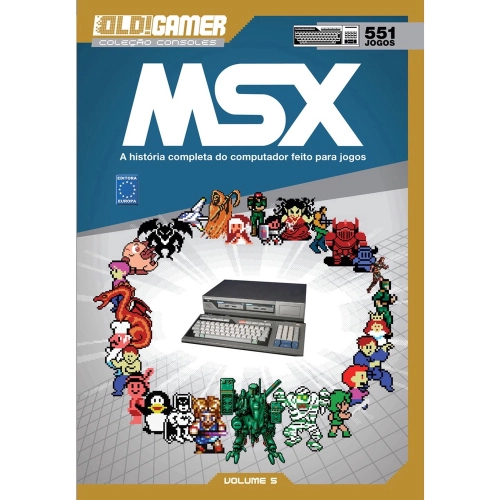 OLD!GAMER
COLEÇÃO CONSOLES
551
JOGOS
MSX
A história completa do computador feito para jogos
EDITORA
EUROPA
VOLUME 5